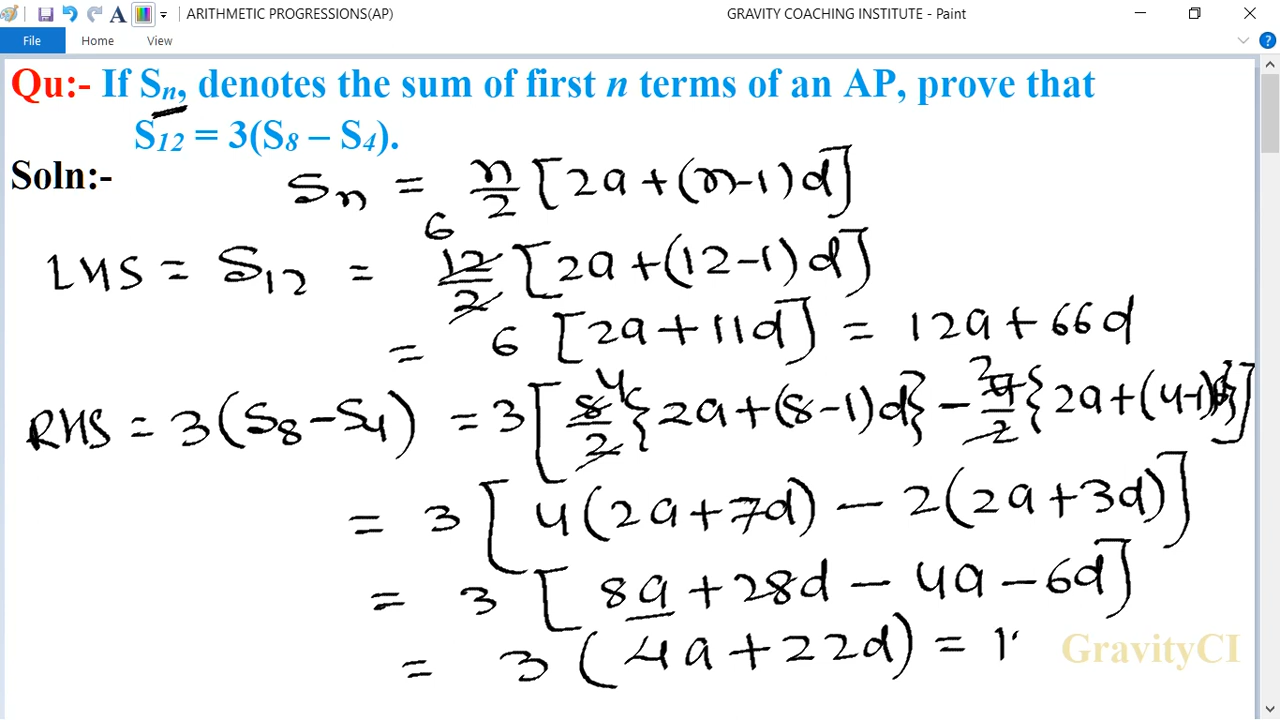 ARITHMETIC PROGRESSIONS(AP) GRAVITY COACHING INSTITUTE - Paint
File Home View
Qu:- If Sn, denotes the sum of first n terms of an AP, prove that
S12 = 3(S8 – S4).
Soln:- Sn = n/2 [2a+(n-1)d]
LHS = S12 = 12/2 6 [2a+(12-1)d]
= 6 [2a+11d] = 12a+66d
RHS = 3(S8-S4) = 3[8/2 4 {2a+(8-1)d} - 4/2 2 {2a+(4-1)d}]
= 3 [4(2a+7d) - 2(2a+3d)]
= 3 [8a+28d-4a-6d]
= 3 (4a+22d) = 1
GravityCI